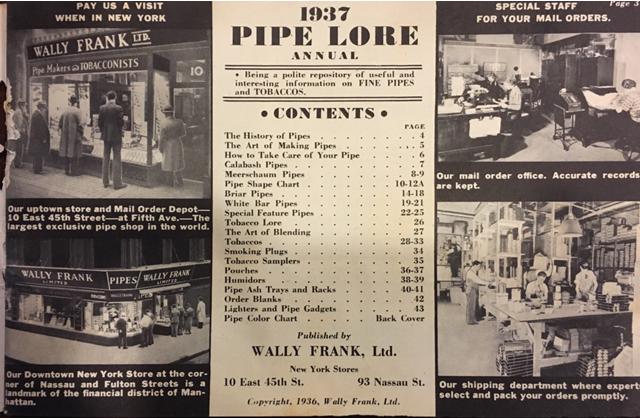 PAY US A VISIT
WHEN IN NEW YORK
WALLY FRANK LTD.
Pipe Makers TOBACCONISTS
10
Our uptown store and Mail Order Depot—
10 East 45th Street—at Fifth Ave.—The
largest exclusive pipe shop in the world.
WALLY FRANK
LIMITED
PIPES
WALLY FRANK
LIMITED
Our Downtown New York Store at the cor-
ner of Nassau and Fulton Streets is a
landmark of the financial district of Man-
hattan.
1937
PIPE LORE
ANNUAL
• Being a polite repository of useful and
interesting information on FINE PIPES
and TOBACCOS.
• CONTENTS •
PAGE
The History of Pipes . . . . . . . 4
The Art of Making Pipes . . . . . . 5
How to Take Care of Your Pipe . . . . 6
Calabash Pipes . . . . . . . . 7
Meerschaum Pipes . . . . . . . 8-9
Pipe Shape Chart . . . . . . . 10-12A
Briar Pipes . . . . . . . . 14-18
White Bar Pipes . . . . . . . 19-21
Special Feature Pipes . . . . . . 22-25
Tobacco Lore . . . . . . . . 26
The Art of Blending . . . . . . . 27
Tobaccos . . . . . . . . . 28-33
Smoking Plugs . . . . . . . . 34
Tobacco Samplers . . . . . . . 35
Pouches . . . . . . . . . 36-37
Humidors . . . . . . . . . 38-39
Pipe Ash Trays and Racks . . . . . 40-41
Order Blanks . . . . . . . . 42
Lighters and Pipe Gadgets . . . . . 43
Pipe Color Chart . . . . . Back Cover
Published by
WALLY FRANK, Ltd.
New York Stores
10 East 45th St. 93 Nassau St.
Copyright, 1936, Wally Frank, Ltd.
Page 3
SPECIAL STAFF
FOR YOUR MAIL ORDERS.
Our mail order office. Accurate records
are kept.
Our shipping department where expert
select and pack your orders promptly.